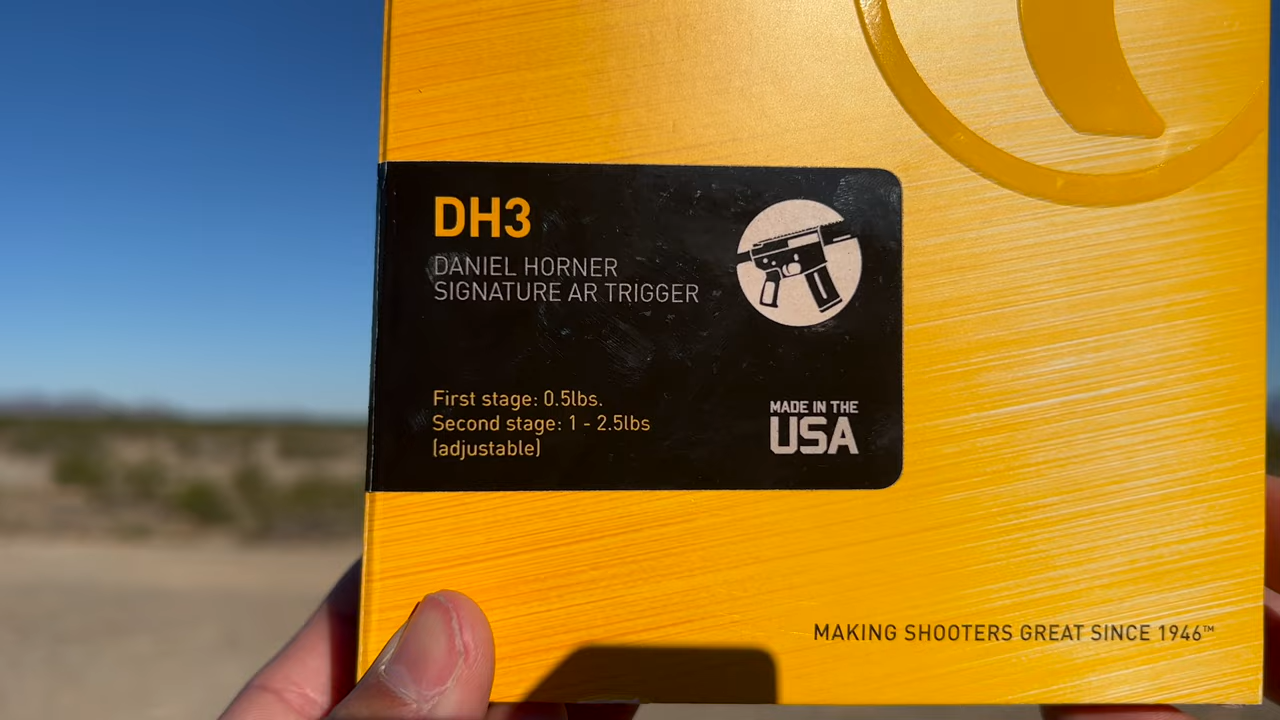 DH3
DANIEL HORNER
SIGNATURE AR TRIGGER
First stage: 0.5lbs.
Second stage: 1 - 2.5lbs
(adjustable)
MADE IN THE
USA
MAKING SHOOTERS GREAT SINCE 1946™